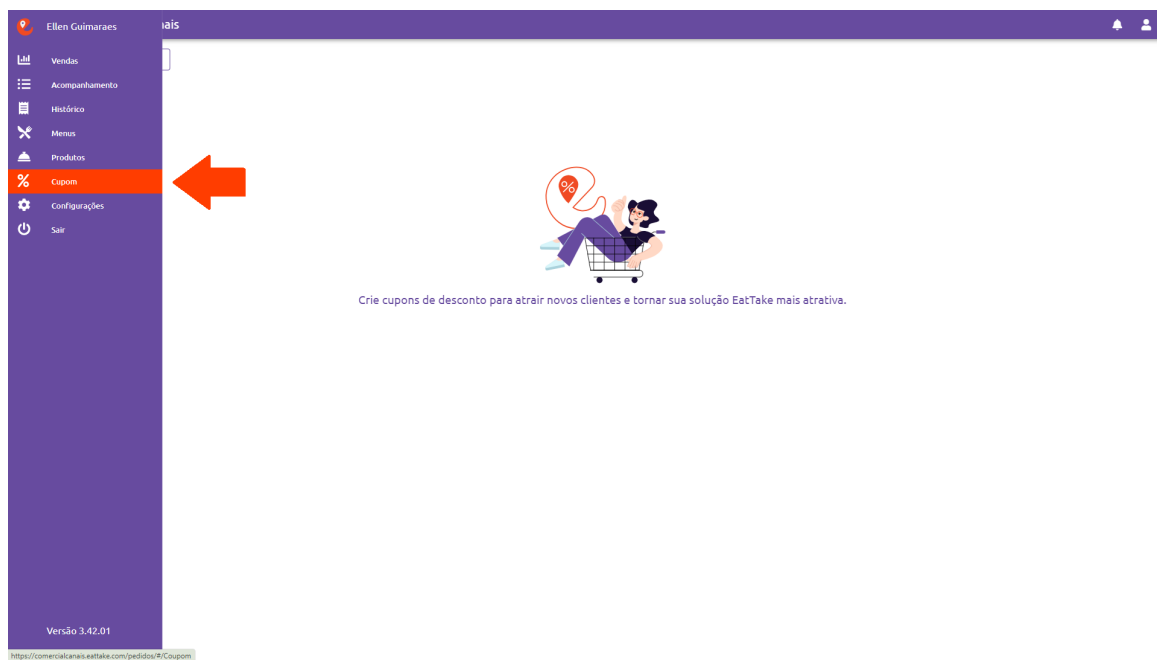 Ellen Guimaraes
nais
Vendas
Acompanhamento
Histórico
Menus
Produtos
%
Cupom
Configurações
Sair
%
Crie cupons de desconto para atrair novos clientes e tornar sua solução EatTake mais atrativa.
Versão 3.42.01
https://comercialcanais.eattake.com/pedidos/#/Coupom